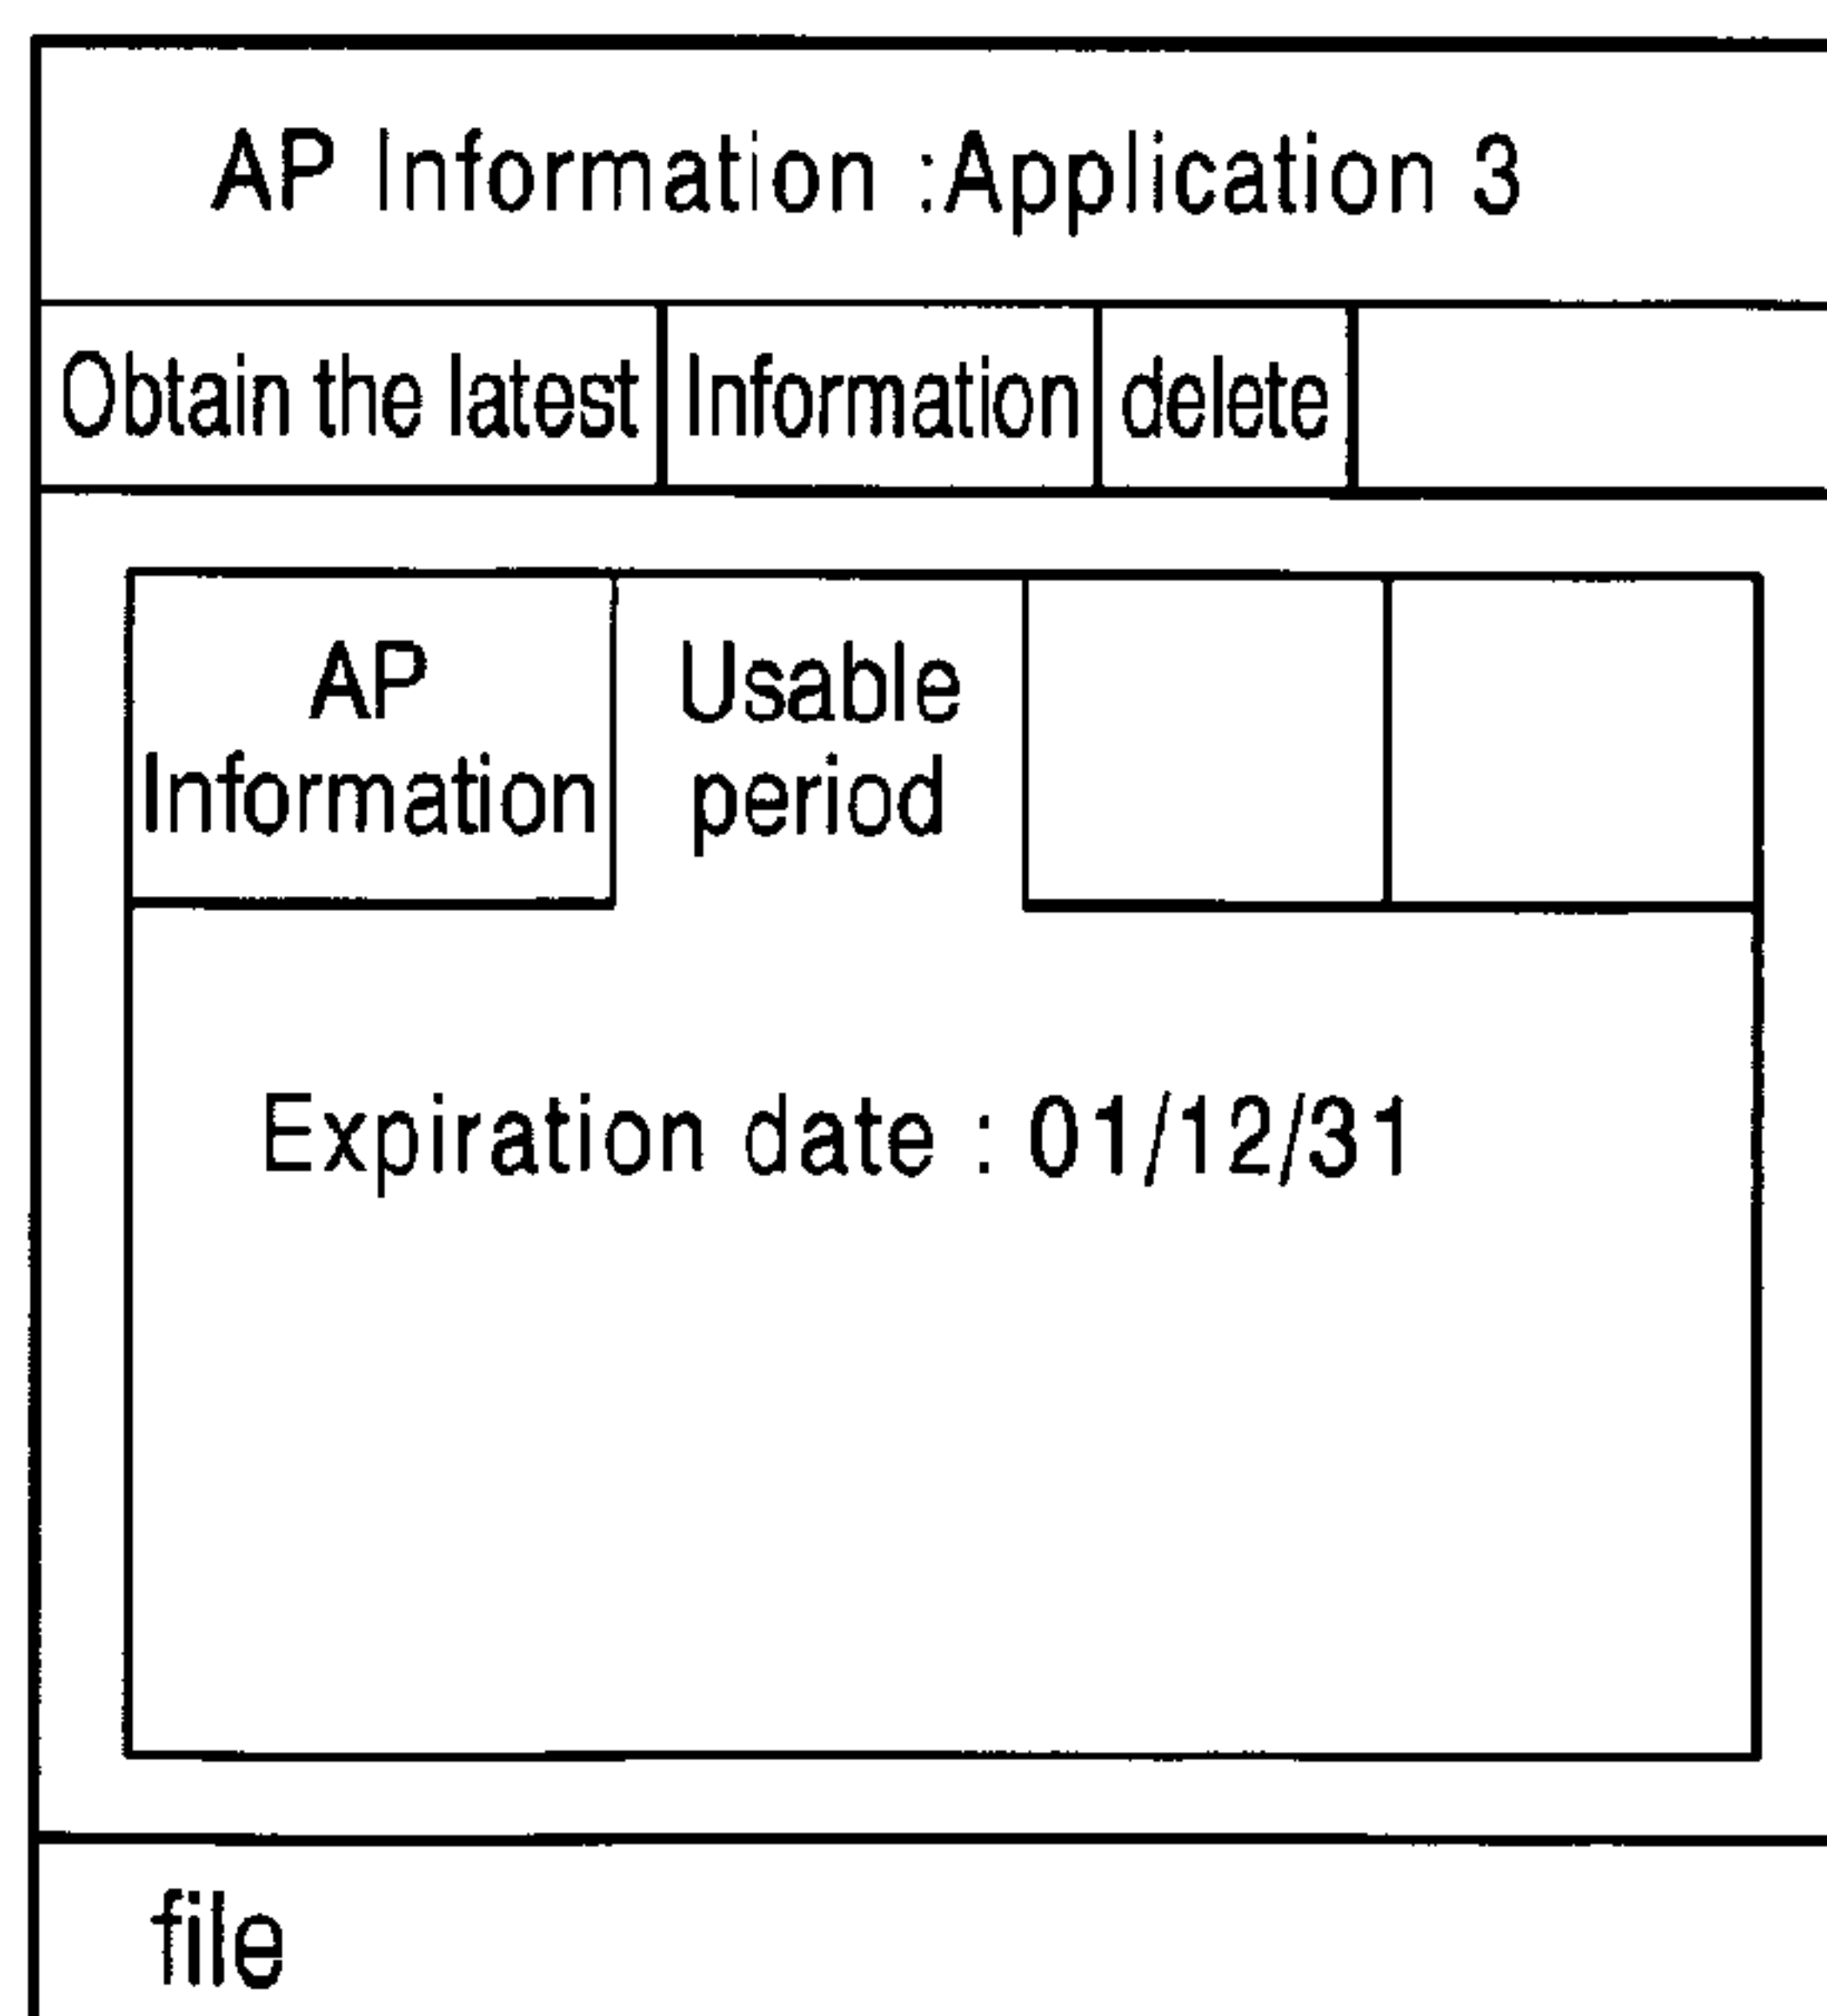 AP Information :Application 3
Obtain the latest Information delete
AP Information
Usable period
Expiration date : 01/12/31
file